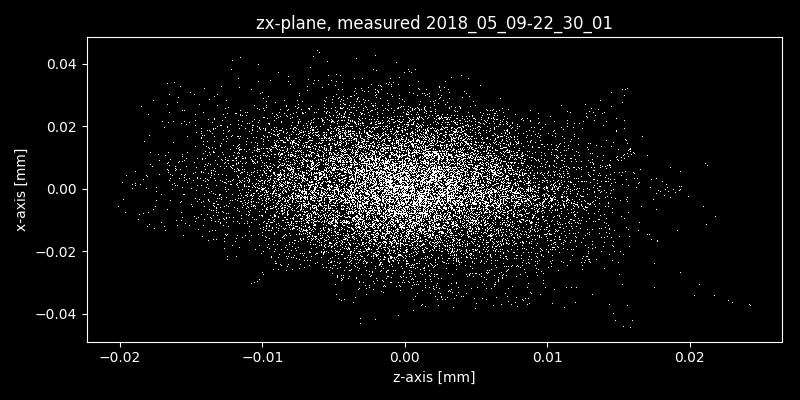 zx-plane, measured 2018_05_09-22_30_01
0.04
0.02
0.00
−0.02
−0.04
x-axis [mm]
−0.02 −0.01 0.00 0.01 0.02
z-axis [mm]